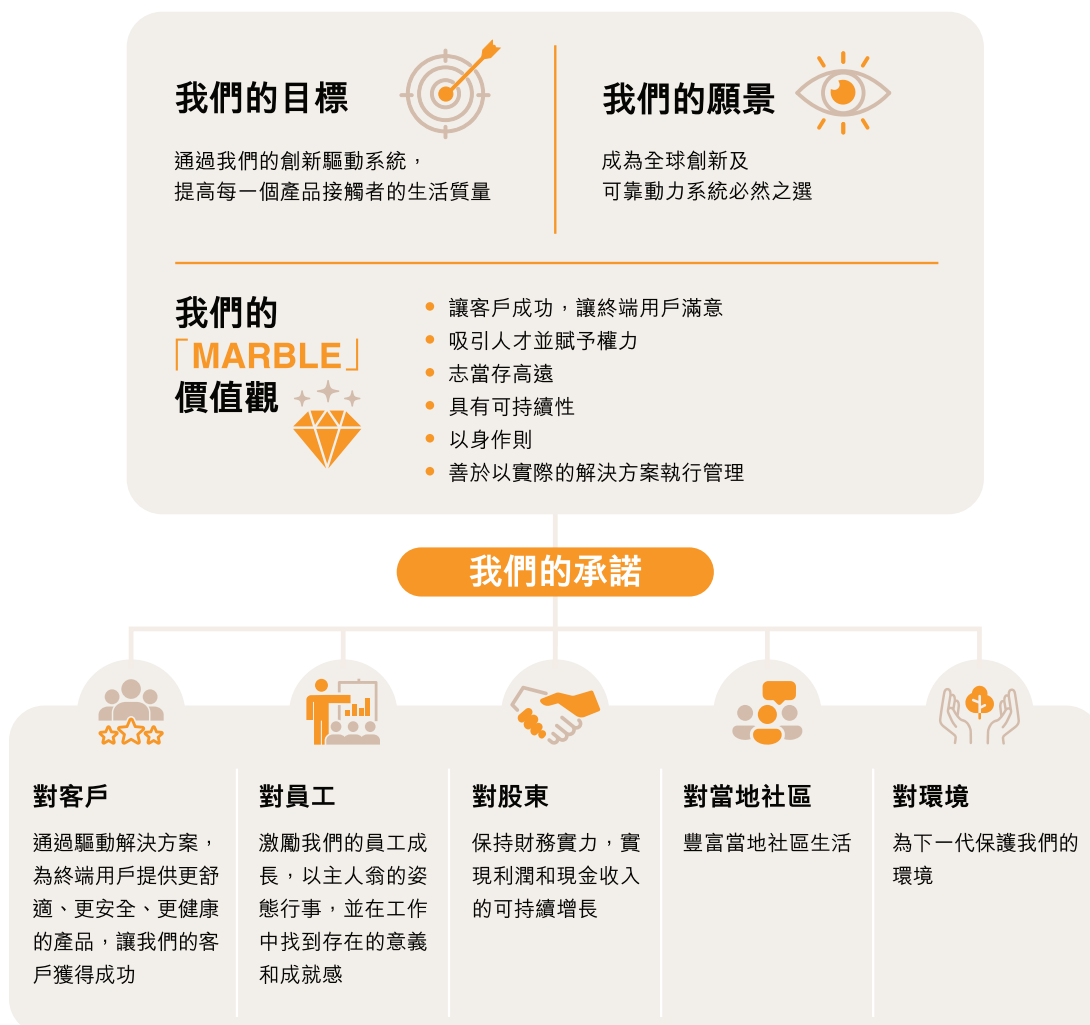 我們的目標
通過我們的創新驅動系統，
提高每一個產品接觸者的生活質量
我們的願景
成為全球創新及
可靠動力系統必然之選
我們的
「MARBLE」
價值觀
• 讓客戶成功，讓終端用戶滿意
• 吸引人才並賦予權力
• 志當存高遠
• 具有可持續性
• 以身作則
• 善於以實際的解決方案執行管理
我們的承諾
對客戶
通過驅動解決方案，
為終端用戶提供更舒
適、更安全、更健康
的產品，讓我們的客
戶獲得成功
對員工
激勵我們的員工成
長，以主人翁的姿
態行事，並在工作
中找到存在的意義
和成就感
對股東
保持財務實力，實
現利潤和現金收入
的可持續增長
對當地社區
豐富當地社區生活
對環境
為下一代保護我們的
環境